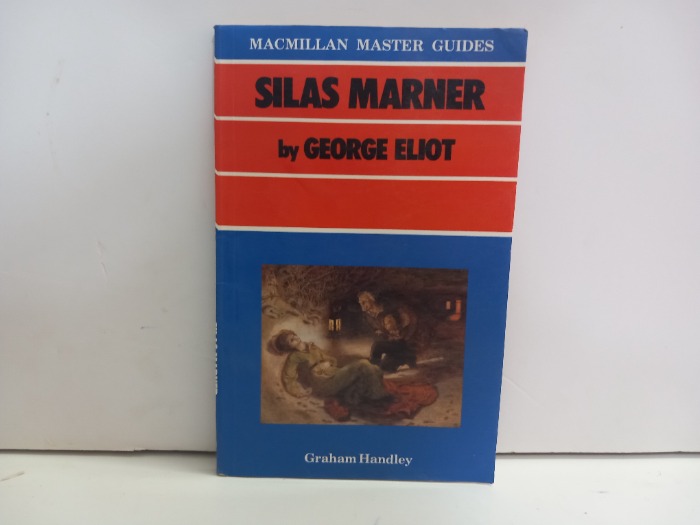 MACMILLAN MASTER GUIDES
SILAS MARNER
by GEORGE ELIOT
Graham Handley